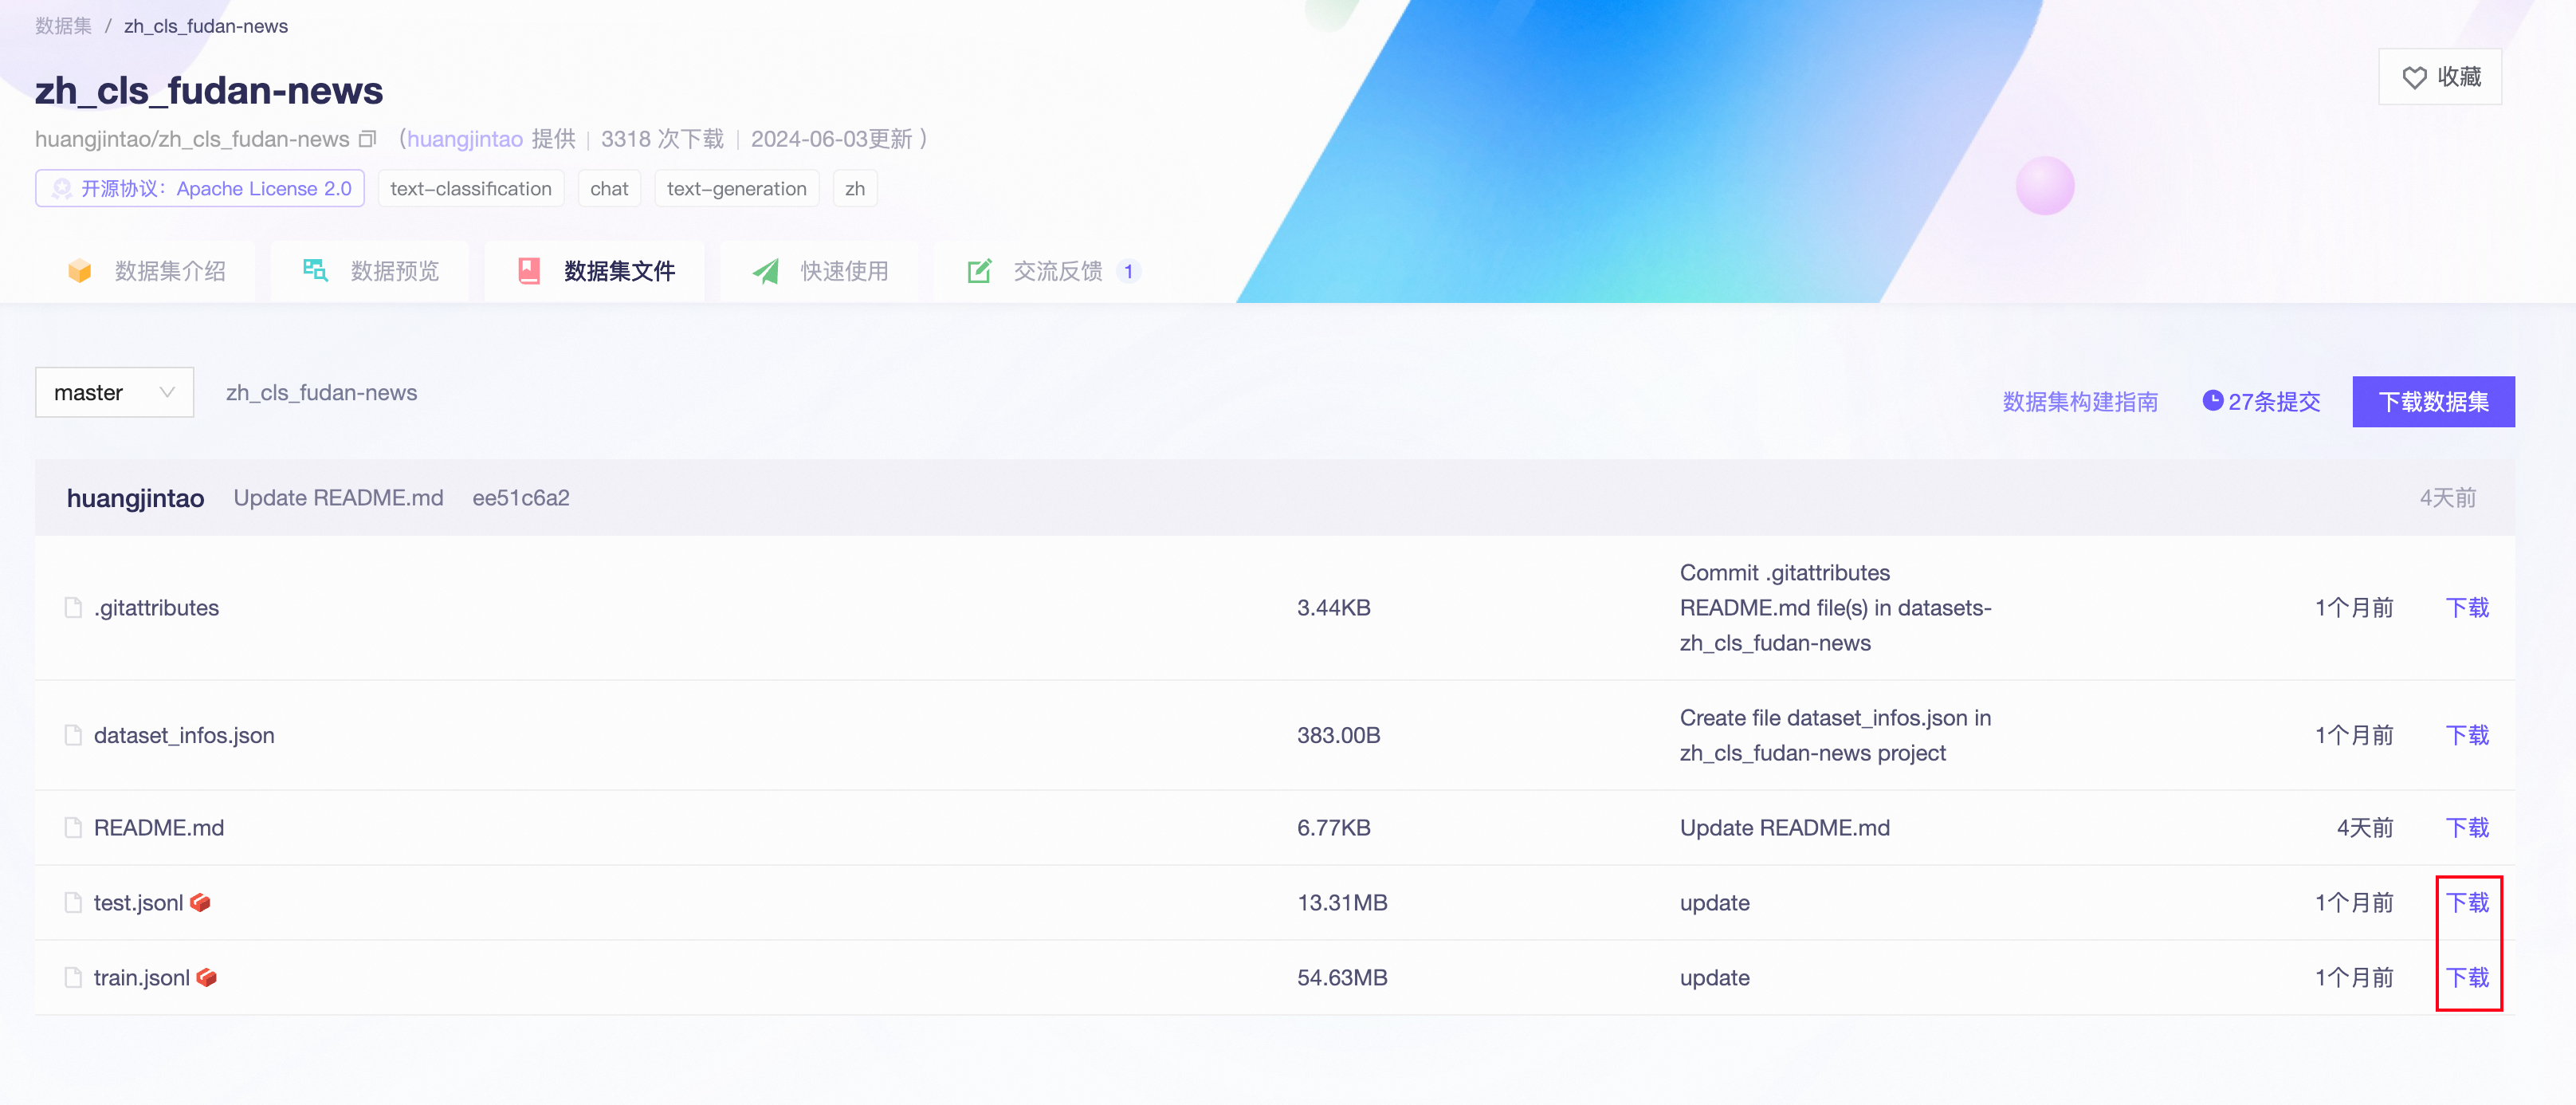 数据集 / zh_cls_fudan-news
zh_cls_fudan-news
收藏
huangjintao/zh_cls_fudan-news (huangjintao 提供 | 3318 次下载 | 2024-06-03更新 )
开源协议: Apache License 2.0 text-classification chat text-generation zh
数据集介绍 数据预览 数据集文件 快速使用 交流反馈 1
master zh_cls_fudan-news 数据集构建指南 27条提交 下载数据集
huangjintao Update README.md ee51c6a2 4天前
.gitattributes 3.44KB Commit .gitattributes
README.md file(s) in datasets-
zh_cls_fudan-news 1个月前 下载
dataset_infos.json 383.00B Create file dataset_infos.json in
zh_cls_fudan-news project 1个月前 下载
README.md 6.77KB Update README.md 4天前 下载
test.jsonl 13.31MB update 1个月前 下载
train.jsonl 54.63MB update 1个月前 下载